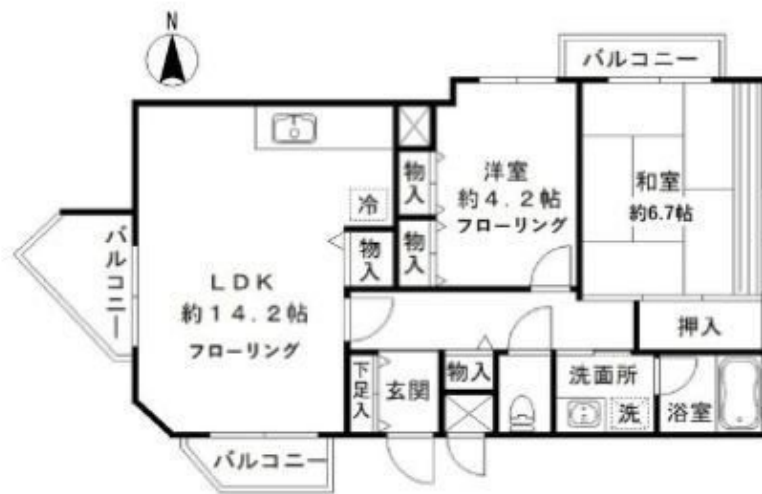 N
バルコニー
洋室
約4.2帖
フローリング
和室
約6.7帖
物入
物入
冷
物入
バルコニー
LDK
約14.2帖
フローリング
押入
下足入
玄関
物入
洗面所
洗
浴室
バルコニー